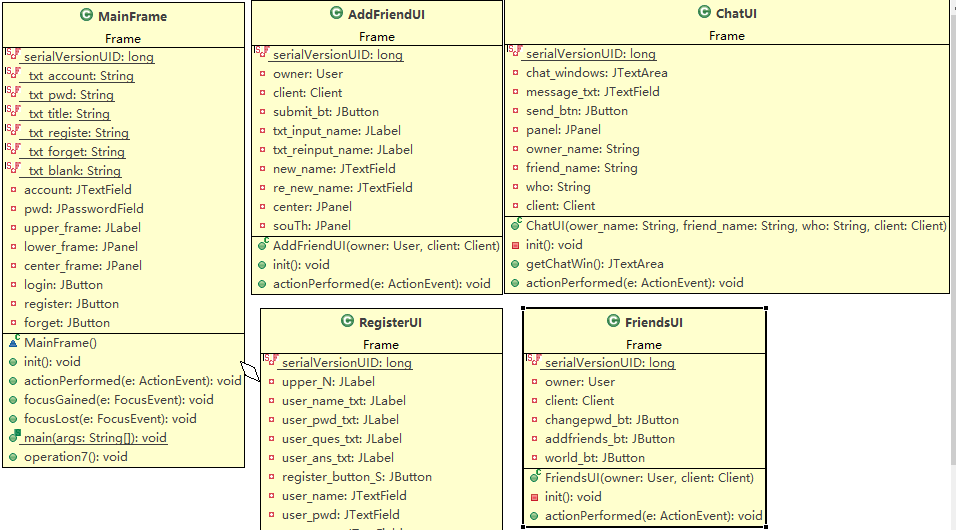 MainFrame
Frame
serialVersionUID: long
txt_account: String
txt_pwd: String
txt_title: String
txt_registe: String
txt_forget: String
txt_blank: String
account: JTextField
pwd: JPasswordField
upper_frame: JLabel
lower_frame: JPanel
center_frame: JPanel
login: JButton
register: JButton
forget: JButton
MainFrame()
init(): void
actionPerformed(e: ActionEvent): void
focusGained(e: FocusEvent): void
focusLost(e: FocusEvent): void
main(args: String[]): void
operation7(): void
AddFriendUI
Frame
serialVersionUID: long
owner: User
client: Client
submit_bt: JButton
txt_input_name: JLabel
txt_reinput_name: JLabel
new_name: JTextField
re_new_name: JTextField
center: JPanel
souTh: JPanel
AddFriendUI(owner: User, client: Client)
init(): void
actionPerformed(e: ActionEvent): void
ChatUI
Frame
serialVersionUID: long
chat_windows: JTextArea
message_txt: JTextField
send_btn: JButton
panel: JPanel
owner_name: String
friend_name: String
who: String
client: Client
ChatUI(ower_name: String, friend_name: String, who: String, client: Client)
init(): void
getChatWin(): JTextArea
actionPerformed(e: ActionEvent): void
RegisterUI
Frame
serialVersionUID: long
upper_N: JLabel
user_name_txt: JLabel
user_pwd_txt: JLabel
user_ques_txt: JLabel
user_ans_txt: JLabel
register_button_S: JButton
user_name: JTextField
user_pwd: JTextField
FriendsUI
Frame
serialVersionUID: long
owner: User
client: Client
changepwd_bt: JButton
addfriends_bt: JButton
world_bt: JButton
FriendsUI(owner: User, client: Client)
init(): void
actionPerformed(e: ActionEvent): void